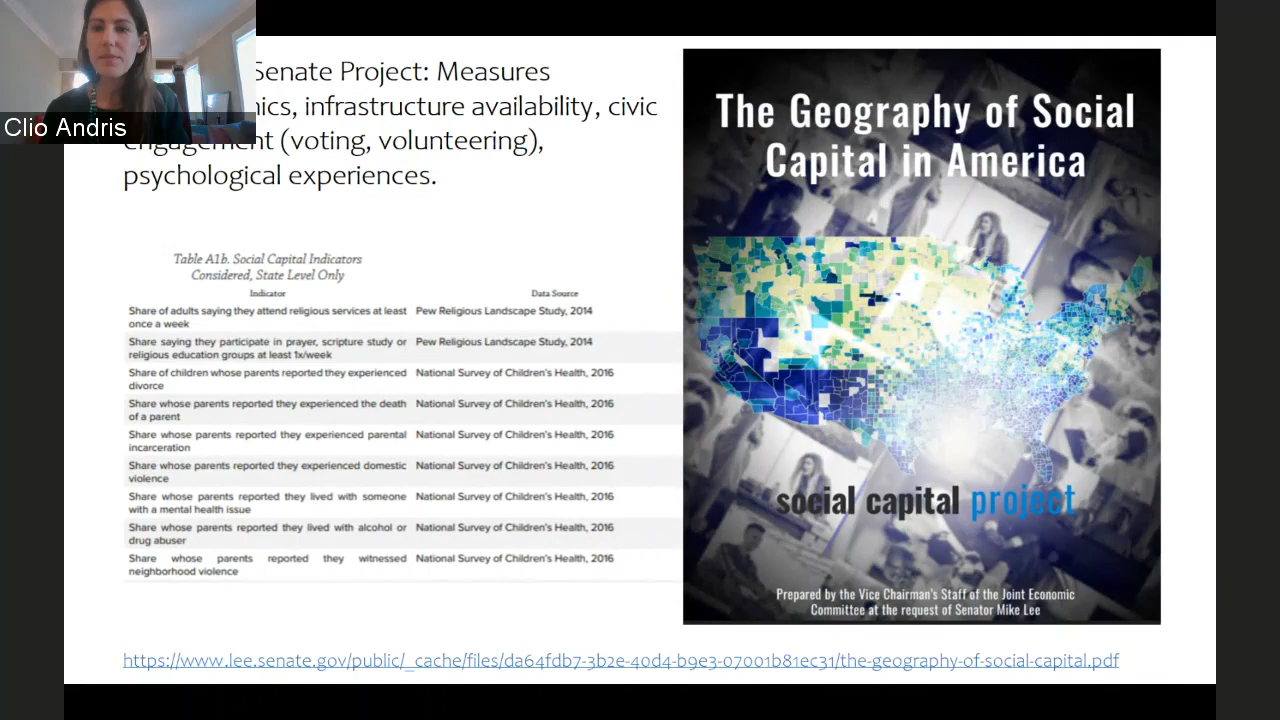 Clio Andris
Senate Project: Measures
ics, infrastructure availability, civic
engagement (voting, volunteering),
psychological experiences.
Table A1b. Social Capital Indicators
Considered, State Level Only
Indicator Data Source
Share of adults saying they attend religious services at least Pew Religious Landscape Study, 2014
once a week
Share saying they participate in prayer, scripture study or Pew Religious Landscape Study, 2014
religious education groups at least 1x/week
Share of children whose parents reported they experienced National Survey of Children's Health, 2016
divorce
Share whose parents reported they experienced the death National Survey of Children's Health, 2016
of a parent
Share whose parents reported they experienced parental National Survey of Children's Health, 2016
incarceration
Share whose parents reported they experienced domestic National Survey of Children's Health, 2016
violence
Share whose parents reported they lived with someone National Survey of Children's Health, 2016
with a mental health issue
Share whose parents reported they lived with alcohol or National Survey of Children's Health, 2016
drug abuser
Share whose parents reported they witnessed National Survey of Children's Health, 2016
neighborhood violence
The Geography of Social
Capital in America
social capital project
Prepared by the Vice Chairman's Staff of the Joint Economic
Committee at the request of Senator Mike Lee
https://www.lee.senate.gov/public/_cache/files/da64fdb7-3b2e-40d4-b9e3-07001b81ec31/the-geography-of-social-capital.pdf